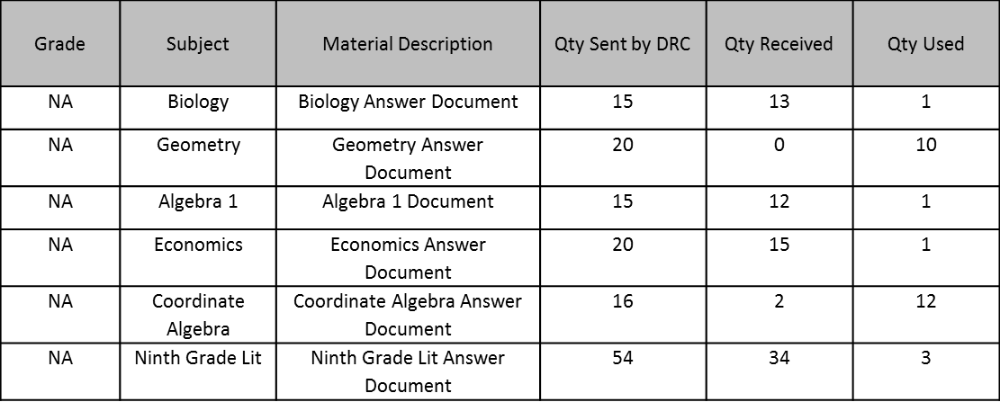 Grade Subject Material Description Qty Sent by DRC Qty Received Qty Used
NA Biology Biology Answer Document 15 13 1
NA Geometry Geometry Answer 20 0 10
Document
NA Algebra 1 Algebra 1 Document 15 12 1
NA Economics Economics Answer 20 15 1
Document
NA Coordinate Coordinate Algebra Answer 16 2 12
Algebra Document
NA Ninth Grade Lit Ninth Grade Lit Answer 54 34 3
Document